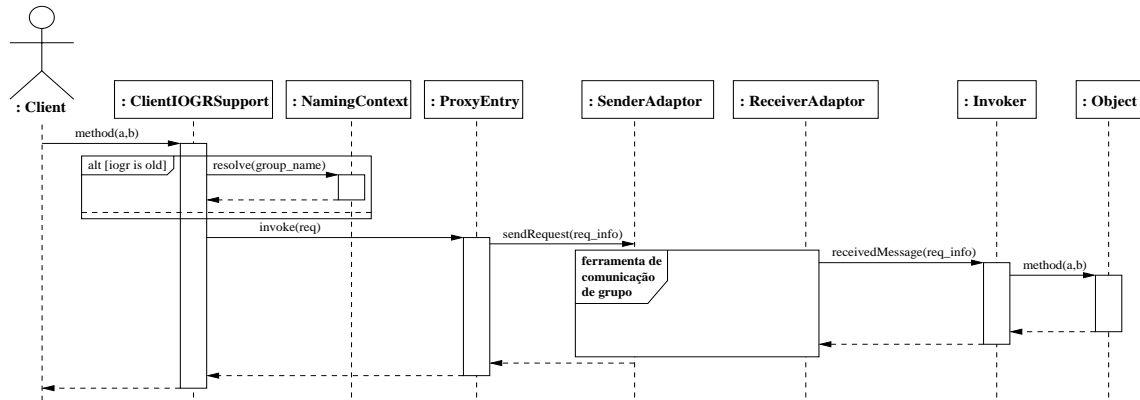 : Client
: ClientIOGRSupport
: NamingContext
: ProxyEntry
: SenderAdaptor
: ReceiverAdaptor
: Invoker
: Object
method(a,b)
alt [iogr is old]
resolve(group_name)
invoke(req)
sendRequest(req_info)
ferramenta de
comunicação
de grupo
receivedMessage(req_info)
method(a,b)